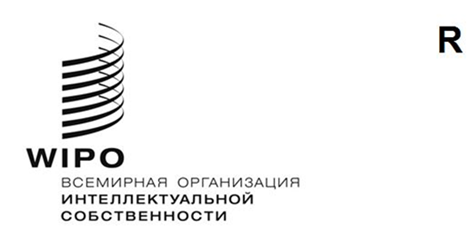 R
WIPO
ВСЕМИРНАЯ ОРГАНИЗАЦИЯ
ИНТЕЛЛЕКТУАЛЬНОЙ
СОБСТВЕННОСТИ